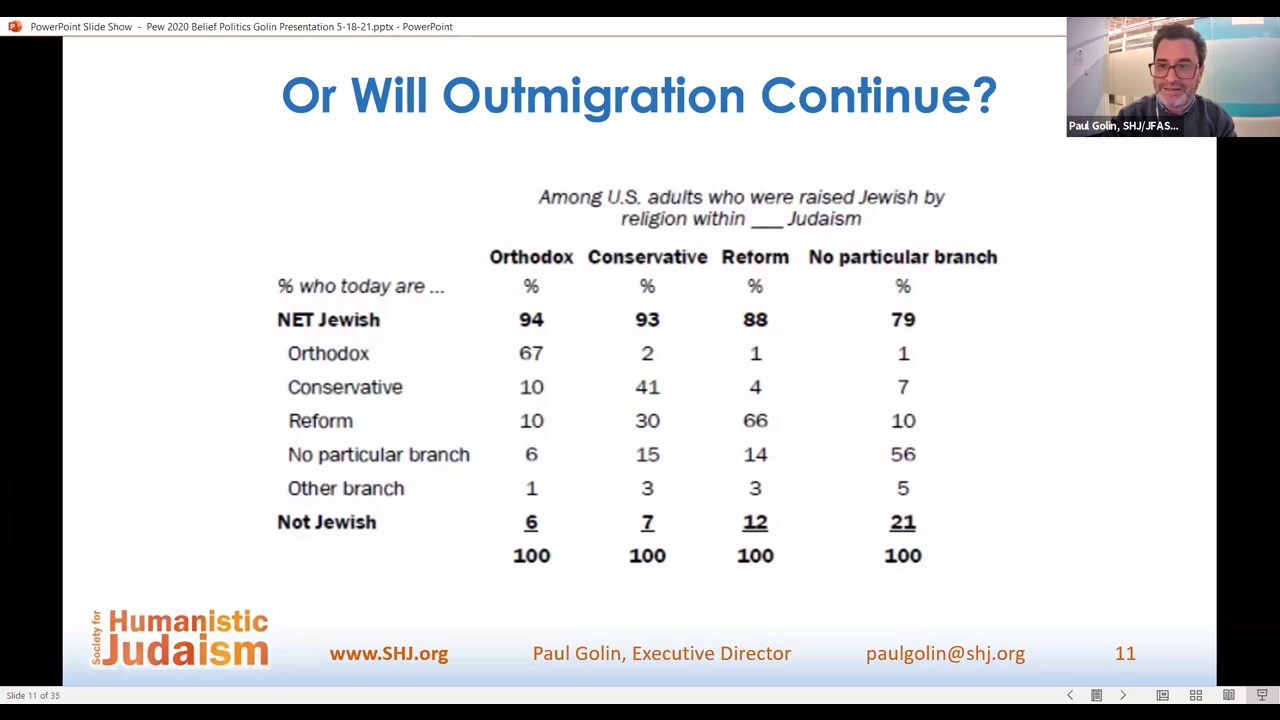 PowerPoint Slide Show - Pew 2020 Belief Politics Golin Presentation 5-18-21.pptx - PowerPoint
Or Will Outmigration Continue?
Paul Golin, SHJ/JFAS...
Among U.S. adults who were raised Jewish by
religion within ___ Judaism
Orthodox Conservative Reform No particular branch
% who today are ... % % % %
NET Jewish 94 93 88 79
Orthodox 67 2 1 1
Conservative 10 41 4 7
Reform 10 30 66 10
No particular branch 6 15 14 56
Other branch 1 3 3 5
Not Jewish 6 7 12 21
100 100 100 100
Society for
Humanistic
Judaism
www.SHJ.org Paul Golin, Executive Director paulgolin@shj.org 11
Slide 11 of 35